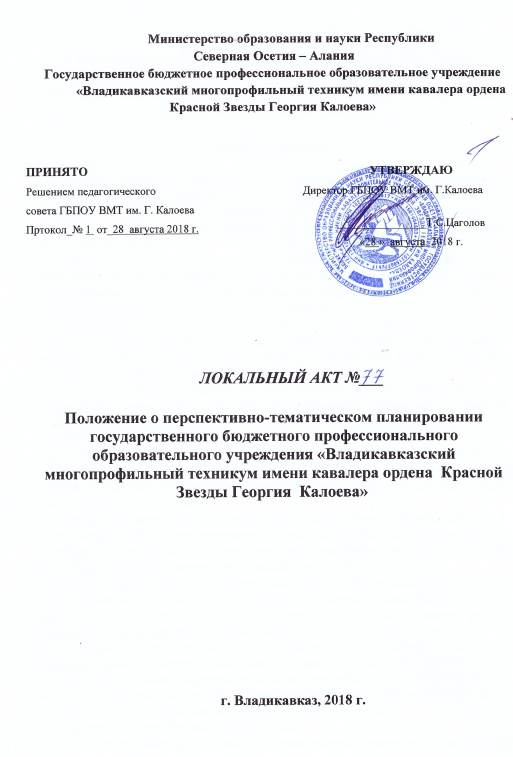 Министерство образования и науки Республики
Северная Осетия – Алания
Государственное бюджетное профессиональное образовательное учреждение
«Владикавказский многопрофильный техникум имени кавалера ордена
Красной Звезды Георгия Калоева»
ПРИНЯТО
УТВЕРЖДАЮ
Решением педагогического
Директор ГБПОУ ВМТ им. Г.Калоева
совета ГБПОУ ВМТ им. Г. Калоева
Т.С.Цаголов
Пртокол № 1 от 28 августа 2018 г.
«28 » августа 2018 г.
ЛОКАЛЬНЫЙ АКТ №77
Положение о перспективно-тематическом планировании
государственного бюджетного профессионального
образовательного учреждения «Владикавказский
многопрофильный техникум имени кавалера ордена Красной
Звезды Георгия Калоева»
г. Владикавказ, 2018 г.